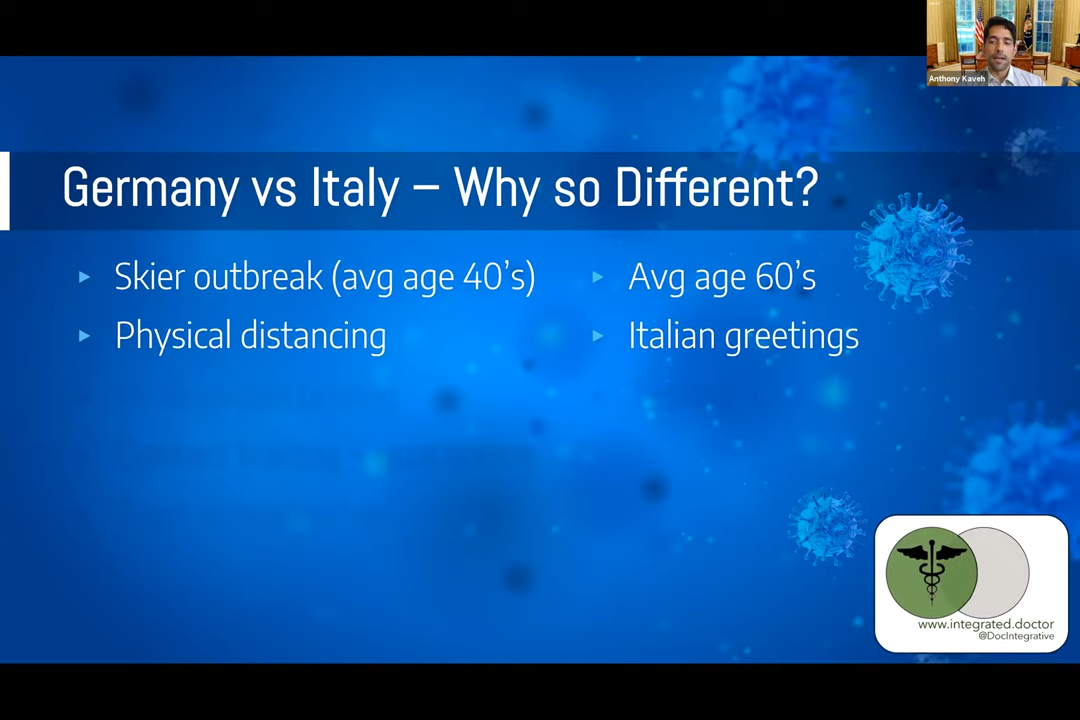 Anthony Kaveh
Germany vs Italy – Why so Different?
Skier outbreak (avg age 40's)
Physical distancing
Avg age 60's
Italian greetings
www.integrated.doctor
@DocIntegrative